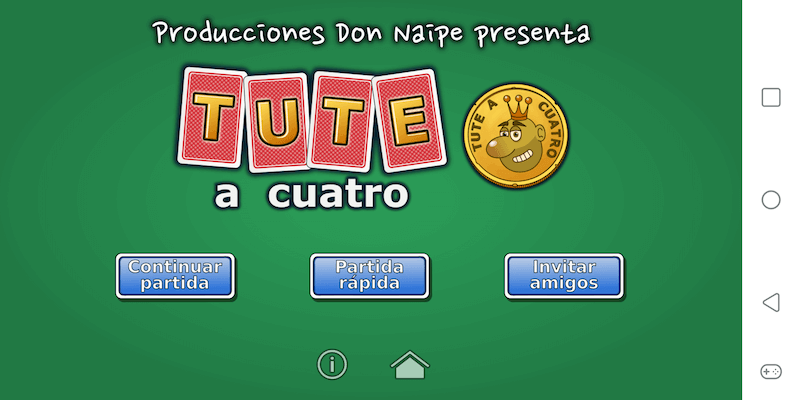 Producciones Don Naipe presenta
TUTE
a cuatro
TUTE A CUATRO
Continuar
partida
Partida
rápida
Invitar
amigos
i